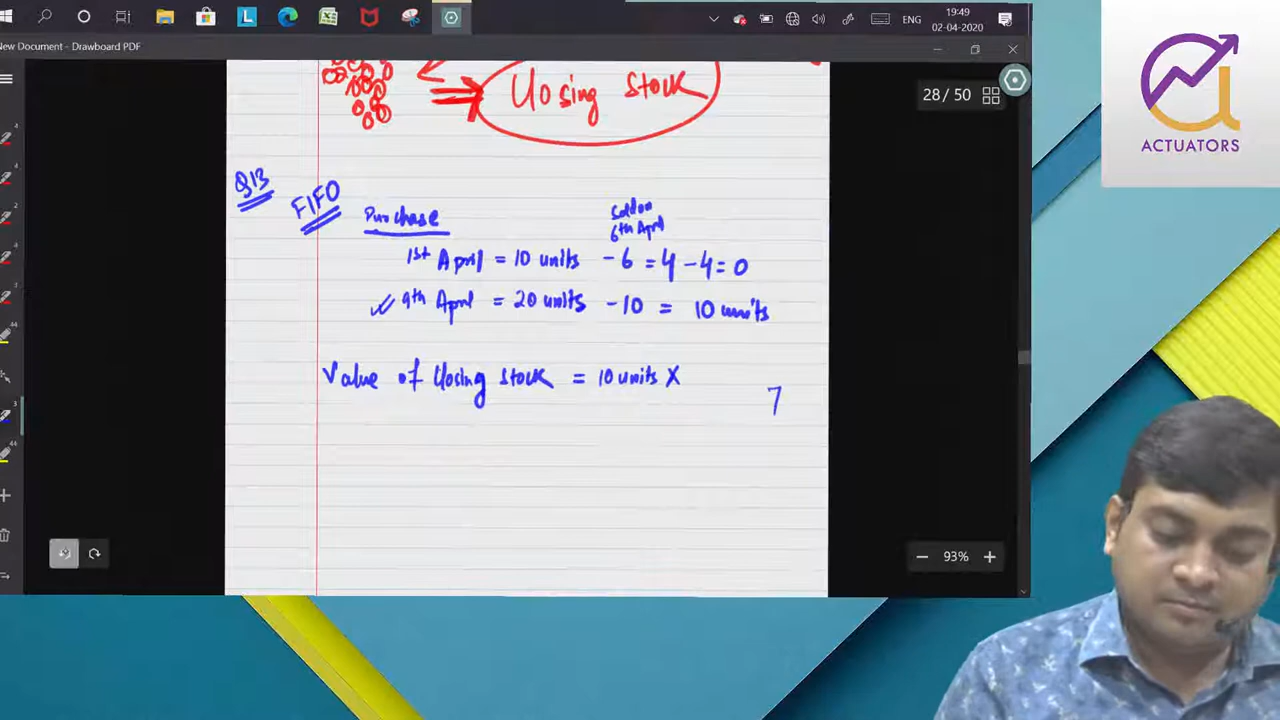 19:49
ENG
02-04-2020
New Document - Drawboard PDF
28 / 50
ACTUATORS
Closing stock
Q13
FIFO
Purchase
Sold on
6th April
1st April = 10 units - 6 = 4 - 4 = 0
9th April = 20 units - 10 = 10 units
Value of Closing stock = 10 units X
7
93%